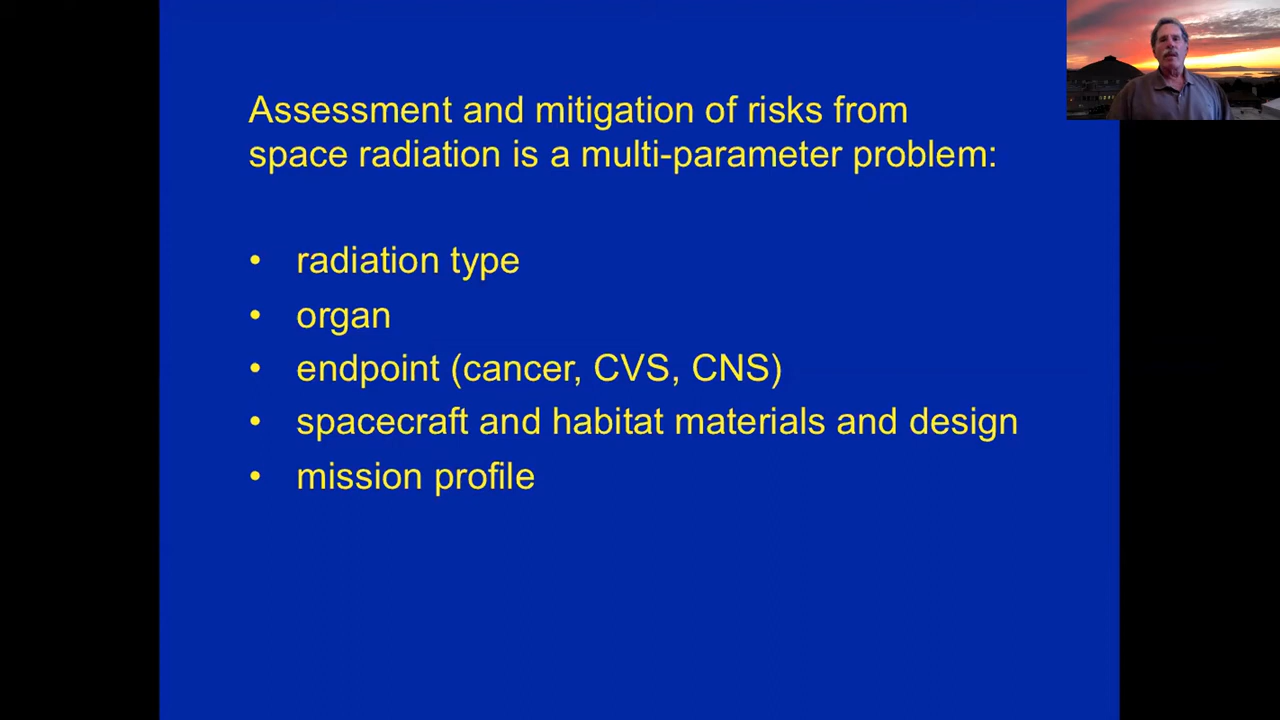 Assessment and mitigation of risks from
space radiation is a multi-parameter problem:
• radiation type
• organ
• endpoint (cancer, CVS, CNS)
• spacecraft and habitat materials and design
• mission profile